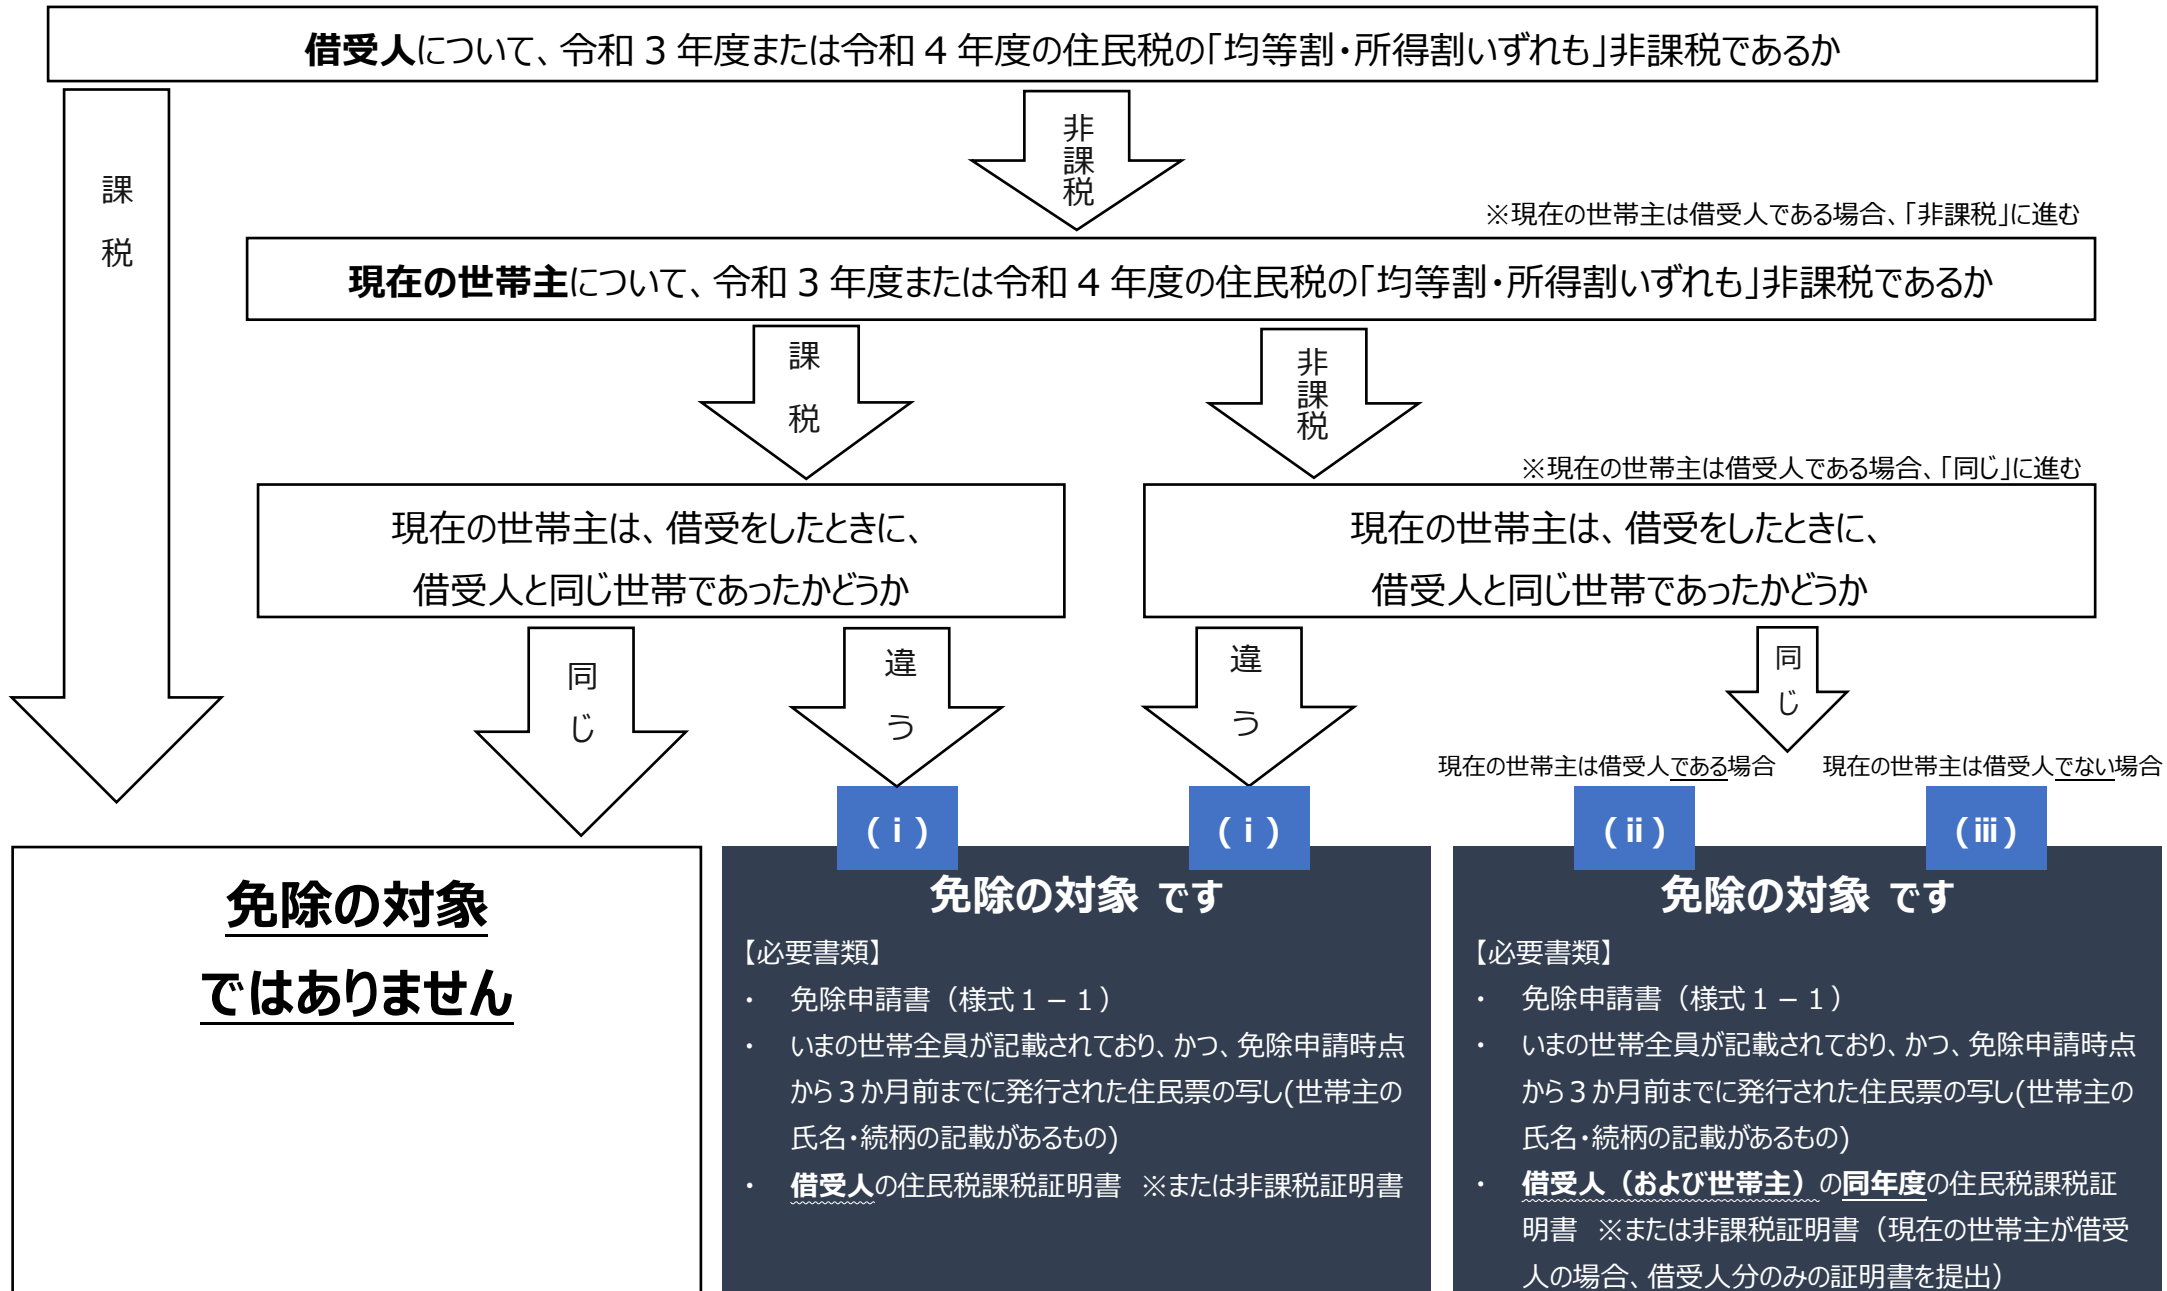 借受人について、令和３年度または令和４年度の住民税の「均等割・所得割いずれも」非課税であるか
課税
非課税
※現在の世帯主は借受人である場合、「非課税」に進む
現在の世帯主について、令和３年度または令和４年度の住民税の「均等割・所得割いずれも」非課税であるか
課税
非課税
※現在の世帯主は借受人である場合、「同じ」に進む
現在の世帯主は、借受をしたときに、
借受人と同じ世帯であったかどうか
現在の世帯主は、借受をしたときに、
借受人と同じ世帯であったかどうか
同じ
違う
違う
同じ
現在の世帯主は借受人である場合
現在の世帯主は借受人でない場合
（ⅰ）
（ⅰ）
（ⅱ）
（ⅲ）
免除の対象
ではありません
免除の対象 です
【必要書類】
・ 免除申請書（様式１－１）
・ いまの世帯全員が記載されており、かつ、免除申請時点
から３か月前までに発行された住民票の写し(世帯主の
氏名・続柄の記載があるもの)
・ 借受人の住民税課税証明書 ※または非課税証明書
免除の対象 です
【必要書類】
・ 免除申請書（様式１－１）
・ いまの世帯全員が記載されており、かつ、免除申請時点
から３か月前までに発行された住民票の写し(世帯主の
氏名・続柄の記載があるもの)
・ 借受人（および世帯主）の同年度の住民税課税証
明書 ※または非課税証明書（現在の世帯主が借受
人の場合、借受人分のみの証明書を提出）